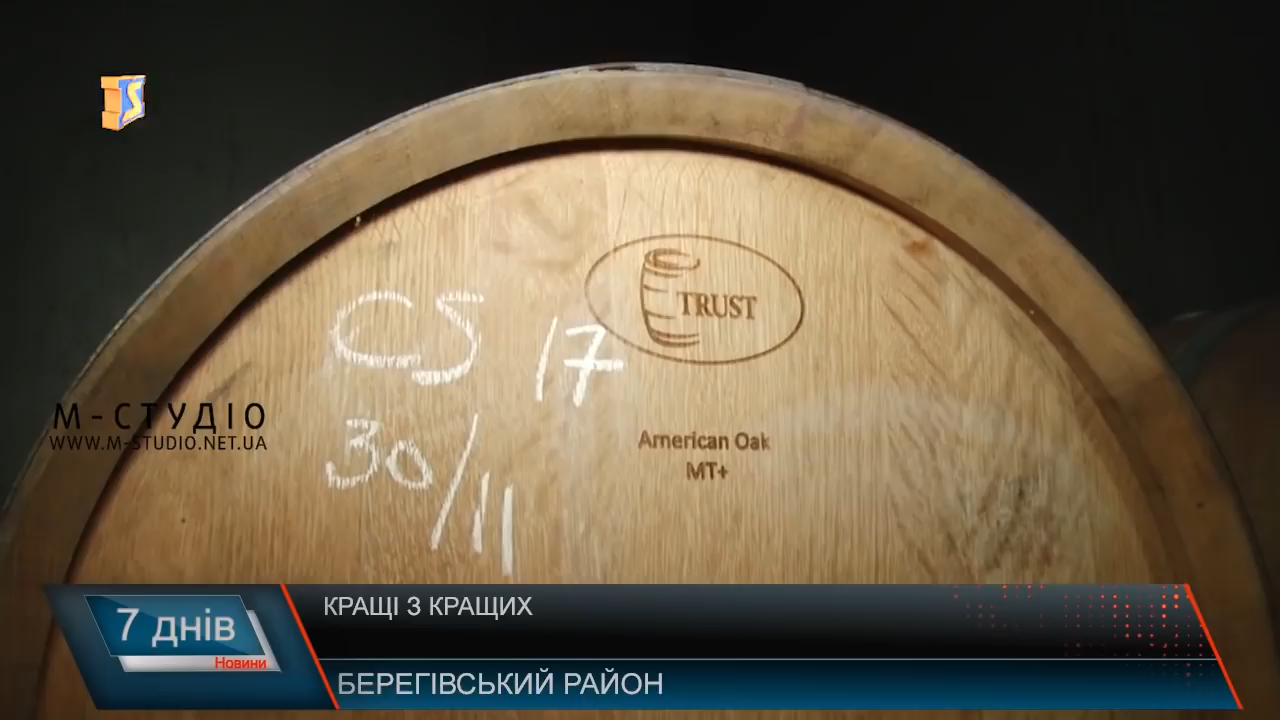 TRUST
CS 17
30/11
American Oak
MT+
М-СТУДІО
WWW.M-STUDIO.NET.UA
7 днів
Новини
КРАЩІ З КРАЩИХ
БЕРЕГІВСЬКИЙ РАЙОН